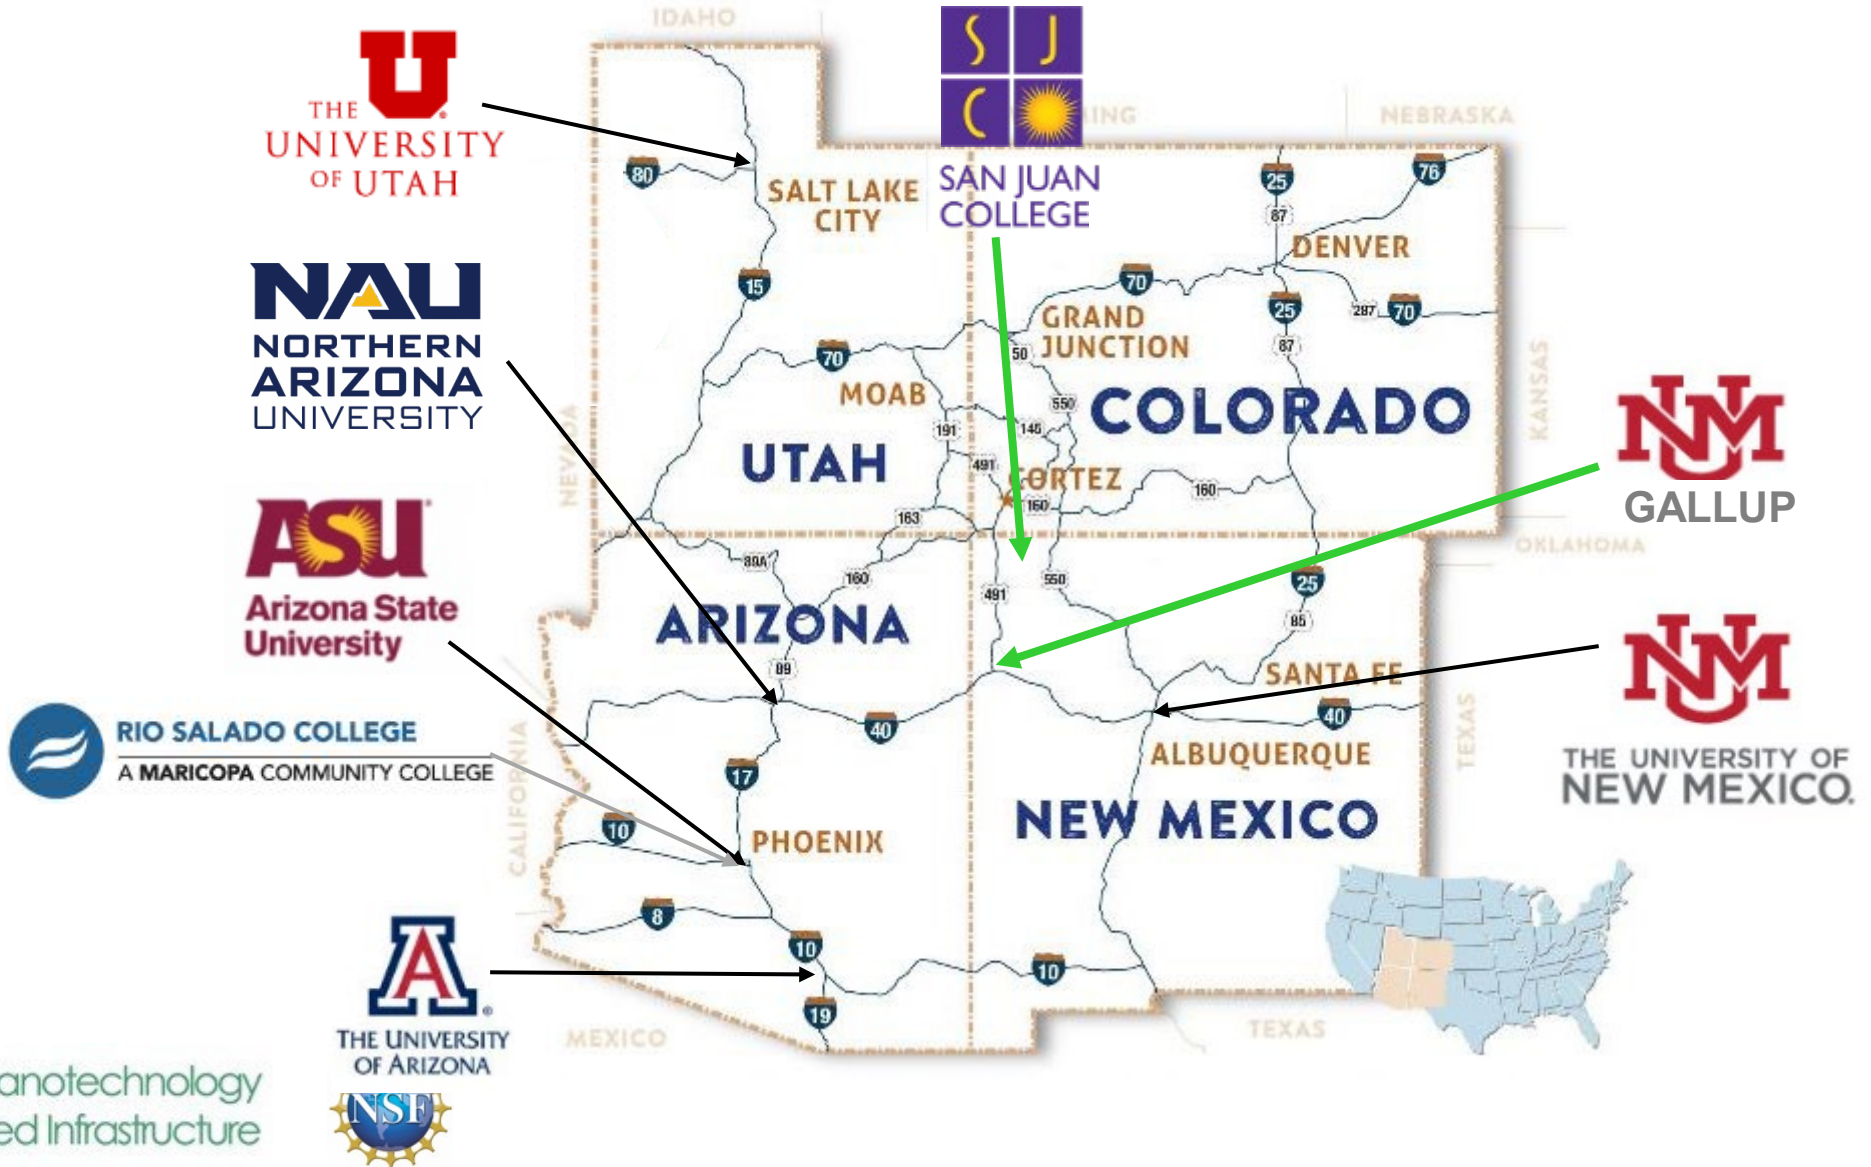 IDAHO
S J
C
MING
NEBRASKA
U
THE
UNIVERSITY
OF UTAH
SAN JUAN
COLLEGE
80
SALT LAKE
CITY
25
76
87
DENVER
15
70
25
287
70
GRAND
JUNCTION
50
87
NAU
NORTHERN
ARIZONA
UNIVERSITY
70
MOAB
550
COLORADO
KANSAS
NEVADA
191
145
UTAH
491
CORTEZ
160
160
163
UNM
GALLUP
ASU
Arizona State
University
OKLAHOMA
89A
160
550
491
25
85
ARIZONA
89
SANTA FE
40
40
ALBUQUERQUE
TEXAS
UNM
THE UNIVERSITY OF
NEW MEXICO.
RIO SALADO COLLEGE
A MARICOPA COMMUNITY COLLEGE
CALIFORNIA
17
10
PHOENIX
NEW MEXICO
8
10
10
19
A
THE UNIVERSITY
OF ARIZONA
MEXICO
TEXAS
anotechnology
ed Infrastructure
NSF